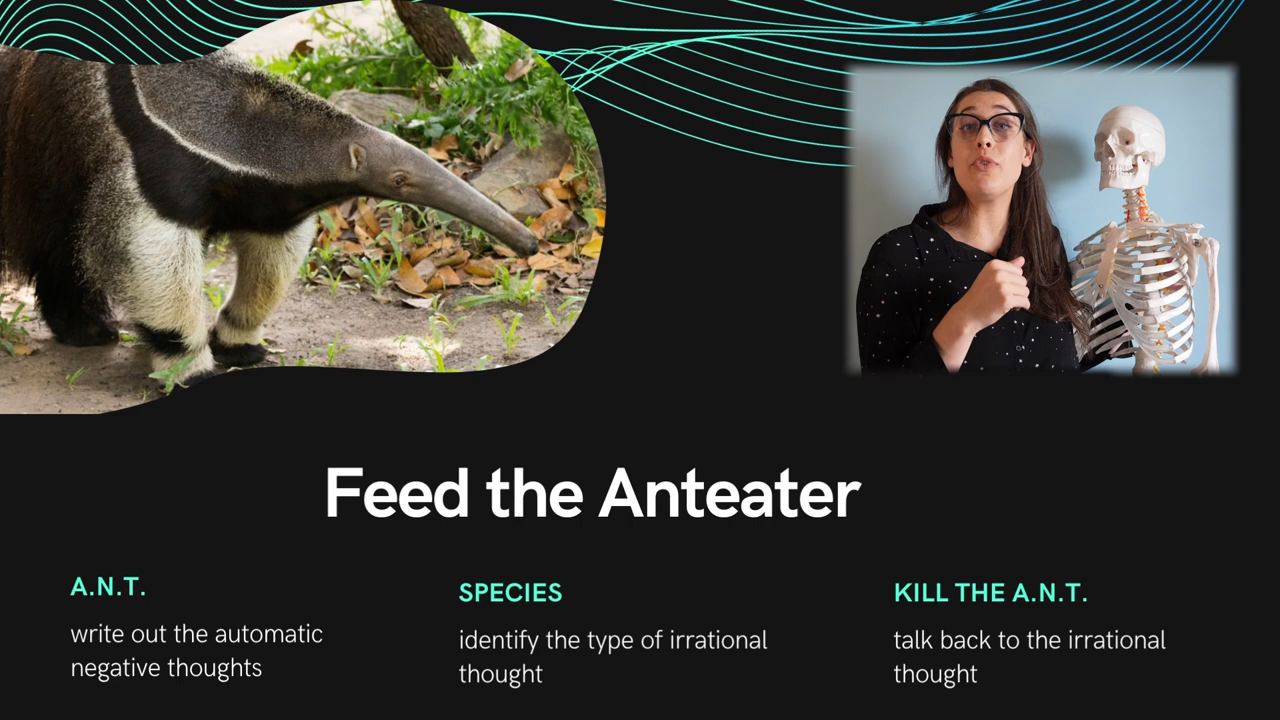 Feed the Anteater
A.N.T.
write out the automatic
negative thoughts
SPECIES
identify the type of irrational
thought
KILL THE A.N.T.
talk back to the irrational
thought